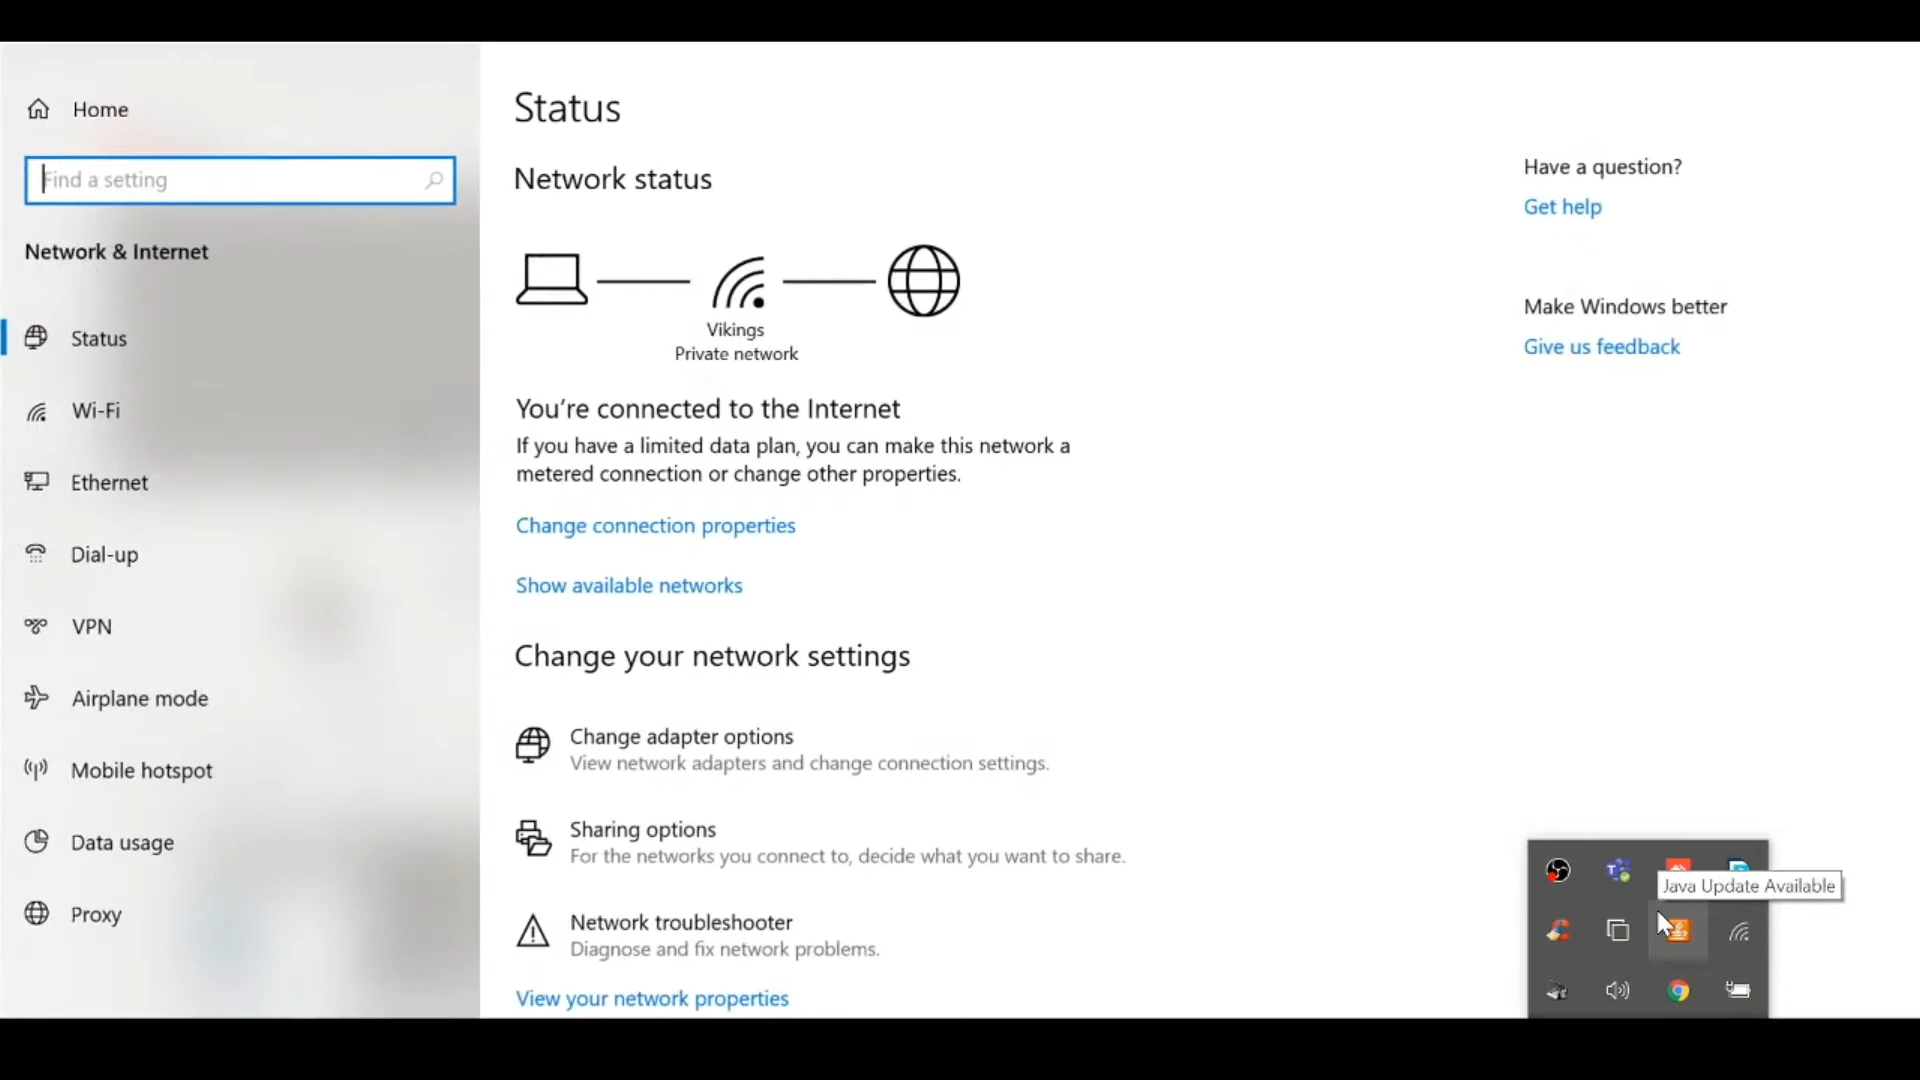 Home
Find a setting
Network & Internet
Status
Wi-Fi
Ethernet
Dial-up
VPN
Airplane mode
Mobile hotspot
Data usage
Proxy
Status
Network status
Vikings
Private network
You're connected to the Internet
If you have a limited data plan, you can make this network a
metered connection or change other properties.
Change connection properties
Show available networks
Change your network settings
Change adapter options
View network adapters and change connection settings.
Sharing options
For the networks you connect to, decide what you want to share.
Network troubleshooter
Diagnose and fix network problems.
View your network properties
Have a question?
Get help
Make Windows better
Give us feedback
Java Update Available